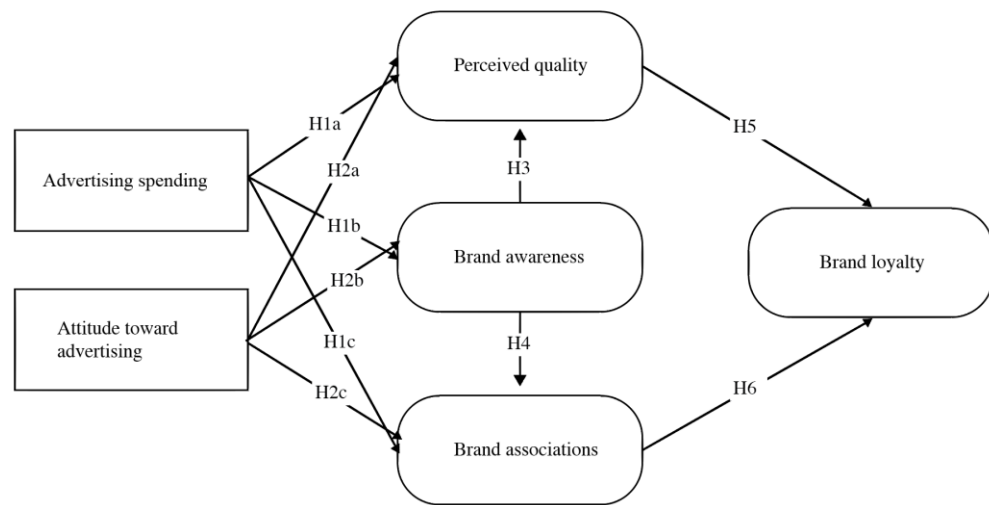 Perceived quality
H1a
H5
H2a
H3
Advertising spending
H1b
Brand awareness
Brand loyalty
H2b
Attitude toward
advertising
H1c
H4
H2c
H6
Brand associations